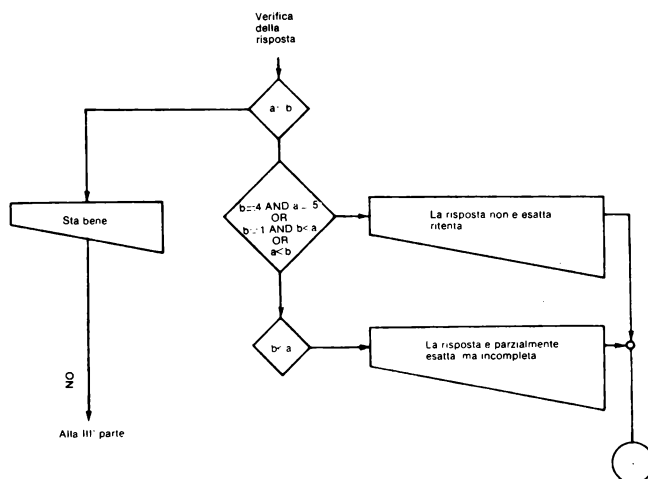 Verifica
della
risposta
a b
b=4 AND a = 5
OR
b=1 AND b<a
OR
a<b
Sta bene
La risposta non e esatta
ritenta
b< a
La risposta e parzialmente
esatta ma incompleta
NO
Alla III' parte